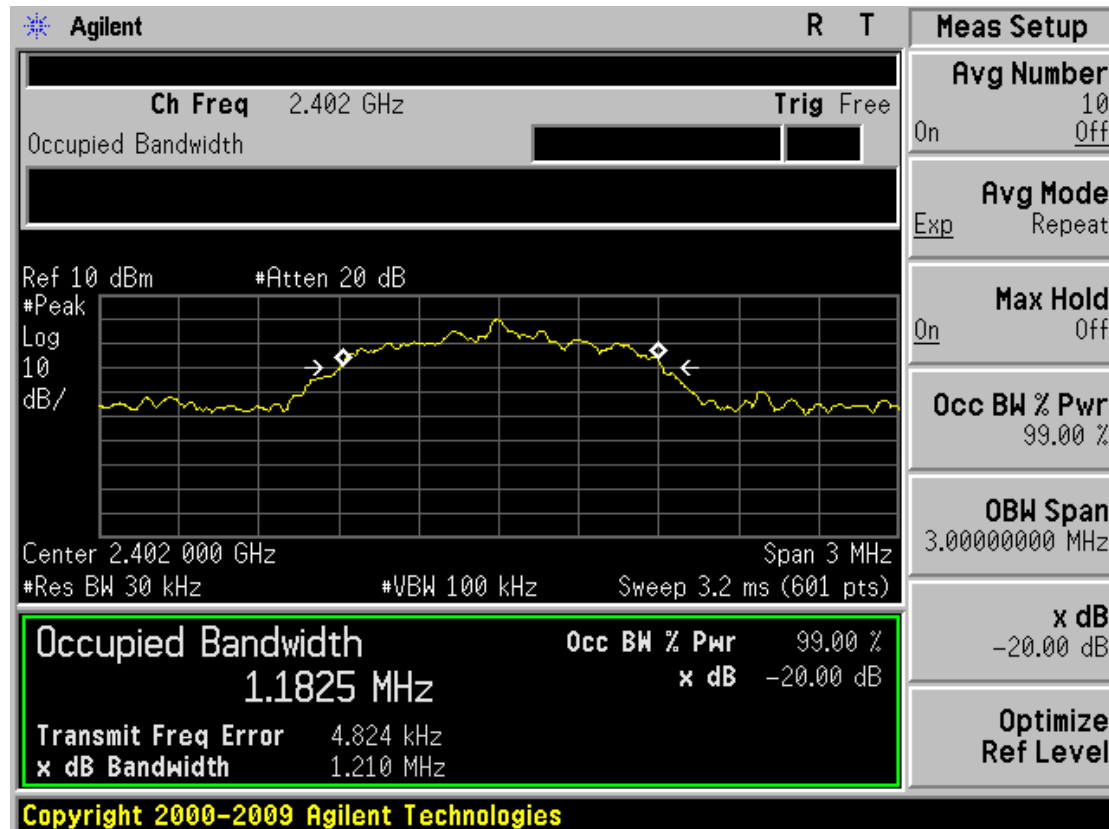 Agilent R T
Ch Freq 2.402 GHz Trig Free
Occupied Bandwidth
Ref 10 dBm #Atten 20 dB
#Peak
Log
10
dB/
Center 2.402 000 GHz Span 3 MHz
#Res BW 30 kHz #VBW 100 kHz Sweep 3.2 ms (601 pts)
Occupied Bandwidth
1.1825 MHz
Occ BW % Pwr 99.00 %
x dB -20.00 dB
Transmit Freq Error 4.824 kHz
x dB Bandwidth 1.210 MHz
Copyright 2000-2009 Agilent Technologies
Meas Setup
Avg Number
10
On Off
Avg Mode
Exp Repeat
Max Hold
On Off
Occ BW % Pwr
99.00 %
OBW Span
3.00000000 MHz
x dB
-20.00 dB
Optimize
Ref Level